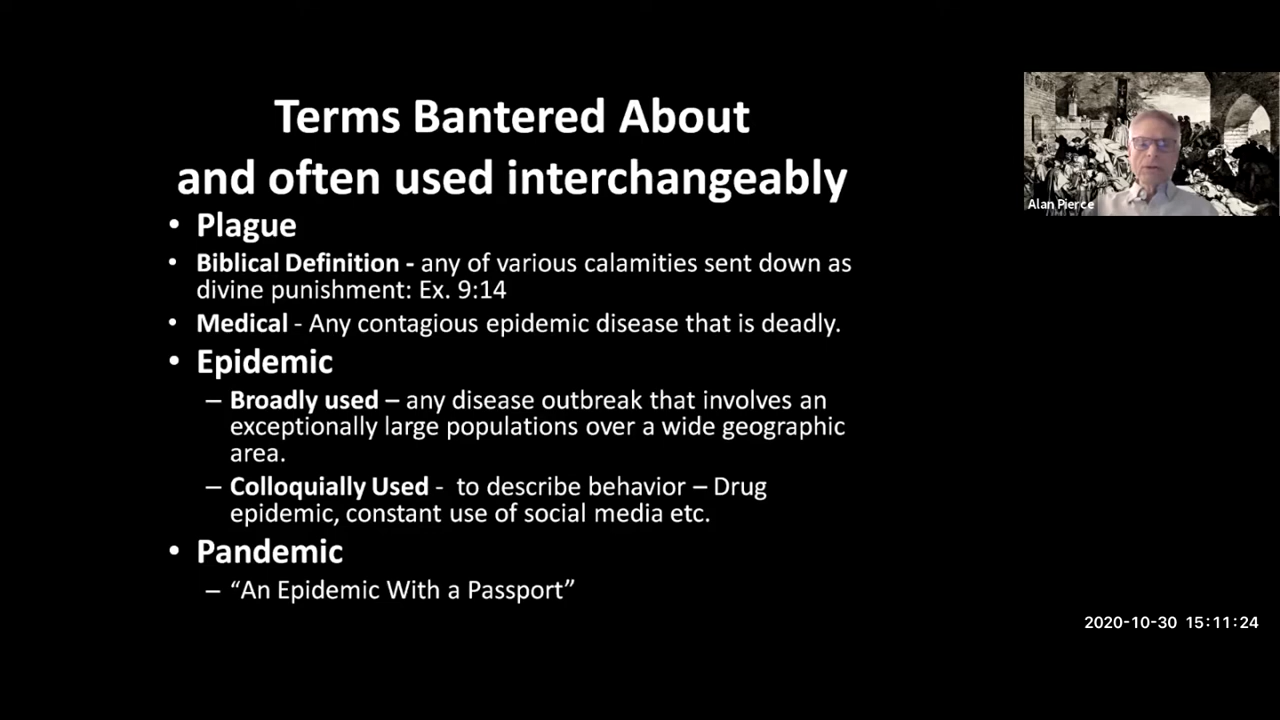 Terms Bantered About
and often used interchangeably
• Plague
• Biblical Definition - any of various calamities sent down as
divine punishment: Ex. 9:14
• Medical - Any contagious epidemic disease that is deadly.
• Epidemic
– Broadly used – any disease outbreak that involves an
exceptionally large populations over a wide geographic
area.
– Colloquially Used - to describe behavior – Drug
epidemic, constant use of social media etc.
• Pandemic
– “An Epidemic With a Passport”
Alan Pierce
2020-10-30 15:11:24